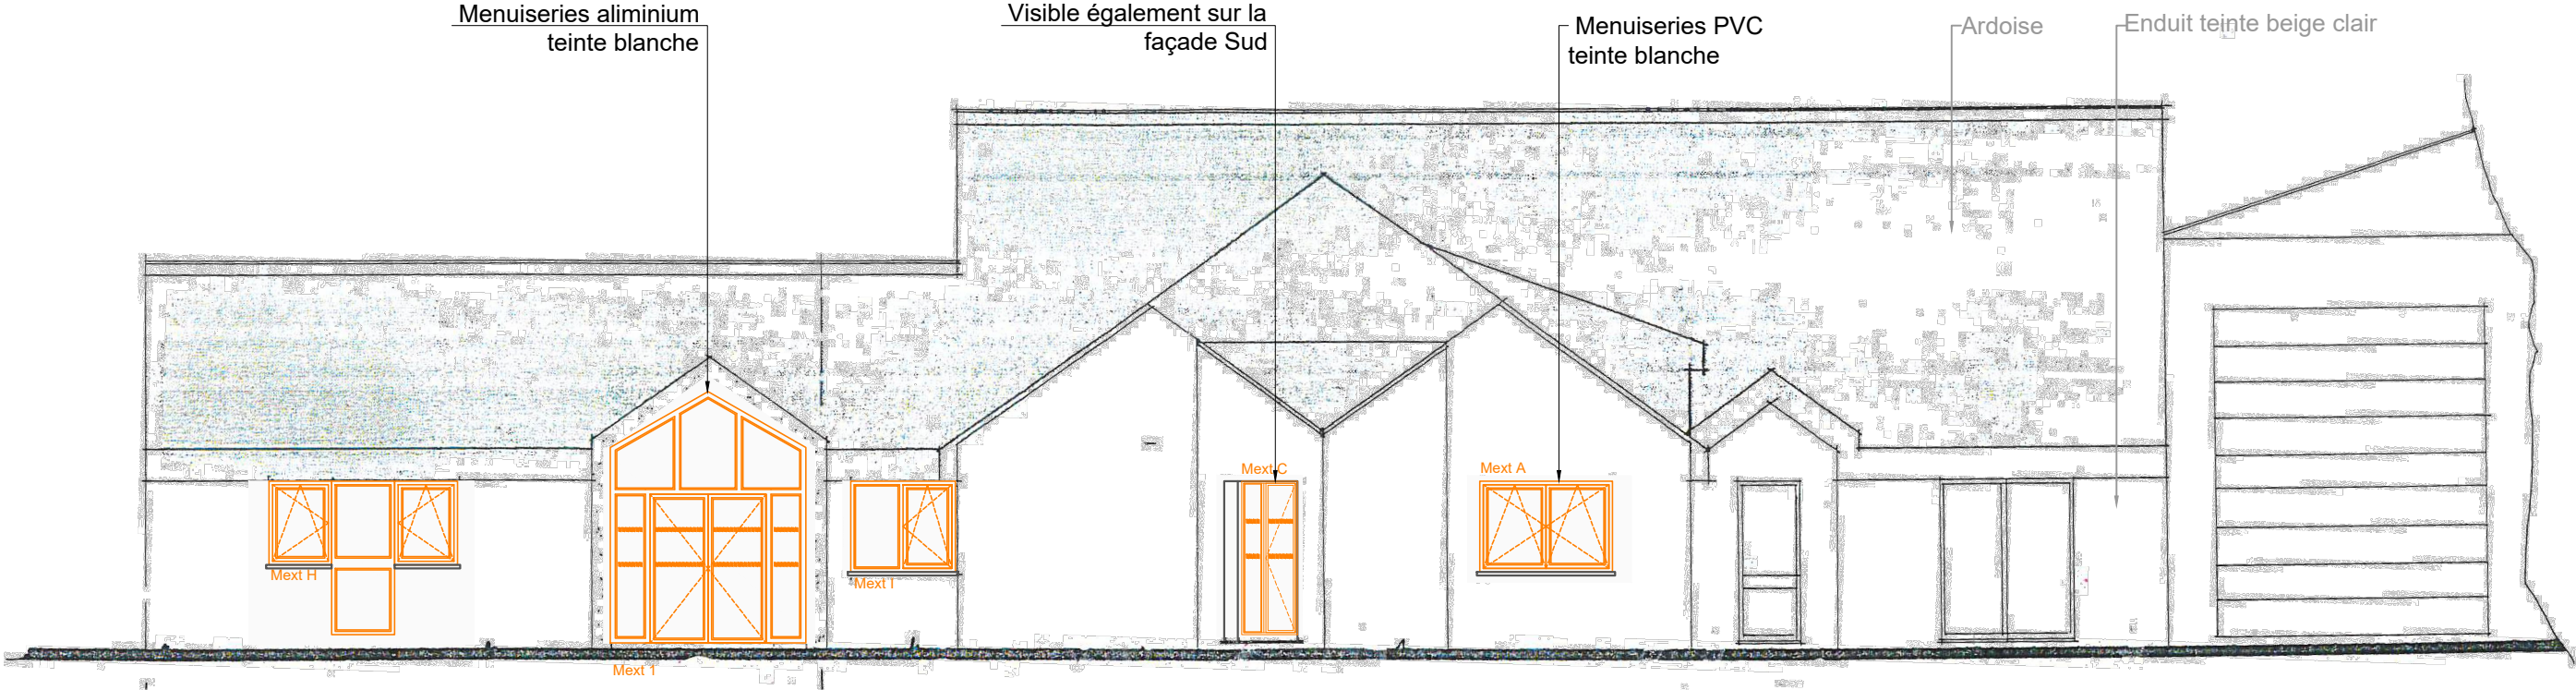 Menuiseries aliminium
teinte blanche
Visible également sur la
façade Sud
Menuiseries PVC
teinte blanche
Ardoise
Enduit teinte beige clair
Mext C
Mext A
Mext H
Mext I
Mext 1